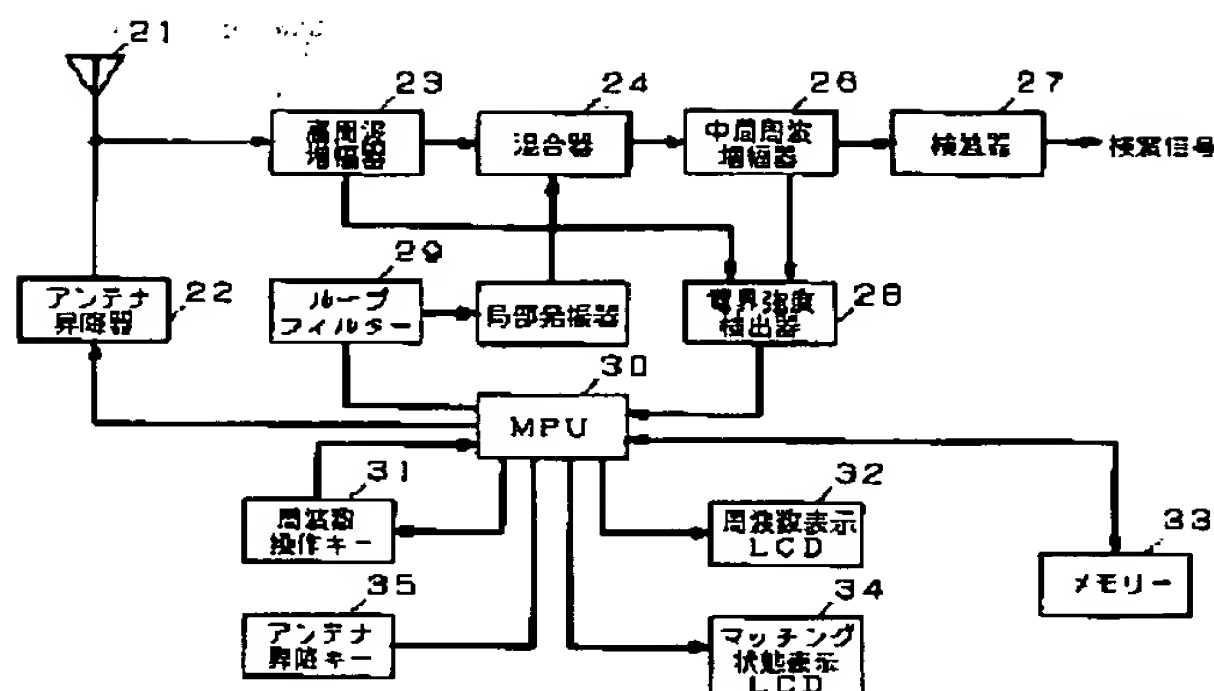 21
23
24
26
27
高周波
増幅器
混合器
中間周波
増幅器
検波器
検波信号
29
アンテナ
昇降器
22
ループ
フィルター
局部発振器
電界強度
検出器
28
30
MPU
31
32
周波数
操作キー
周波数表示
LCD
33
メモリー
35
34
アンテナ
昇降キー
マッチング
状態表示
LCD